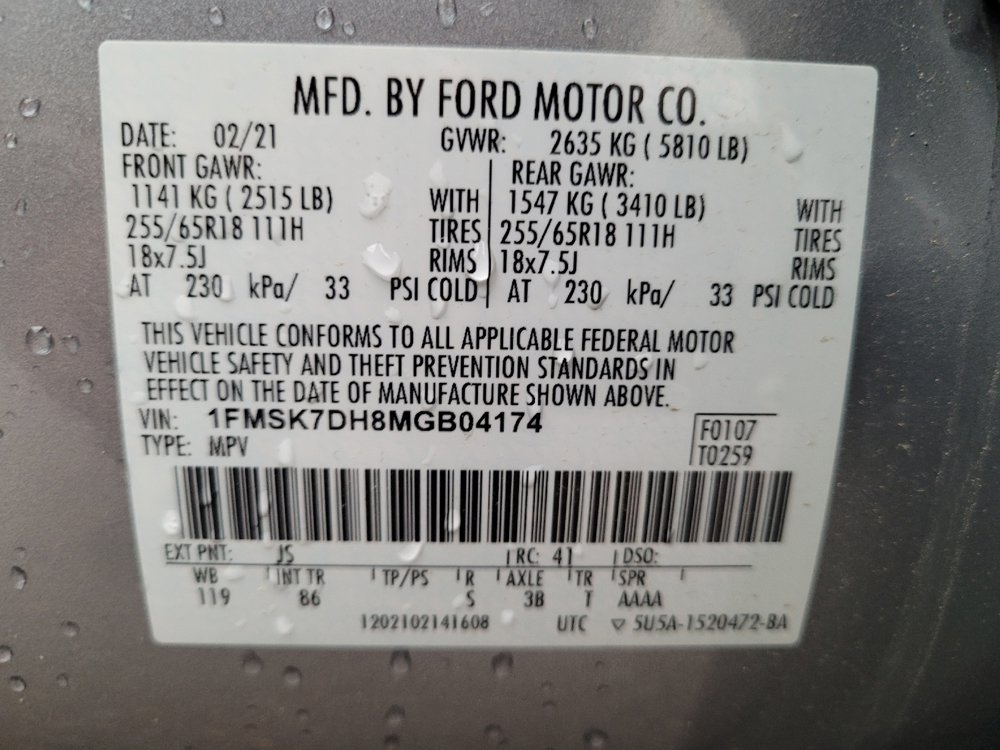 MFD. BY FORD MOTOR CO.
DATE: 02/21 GVWR: 2635 KG ( 5810 LB)
FRONT GAWR: REAR GAWR:
1141 KG ( 2515 LB) WITH 1547 KG ( 3410 LB) WITH
255/65R18 111H TIRES 255/65R18 111H TIRES
18x7.5J RIMS 18x7.5J RIMS
AT 230 kPa/ 33 PSI COLD AT 230 kPa/ 33 PSI COLD
THIS VEHICLE CONFORMS TO ALL APPLICABLE FEDERAL MOTOR
VEHICLE SAFETY AND THEFT PREVENTION STANDARDS IN
EFFECT ON THE DATE OF MANUFACTURE SHOWN ABOVE.
VIN: 1FMSK7DH8MGB04174
TYPE: MPV
F0107
T0259
EXT PNT: JS RC: 41 DSO:
WB INT TR TP/PS R AXLE TR SPR
119 86 S 3B T AAAA
1202102141608 UTC ▽ 5U5A-1520472-BA